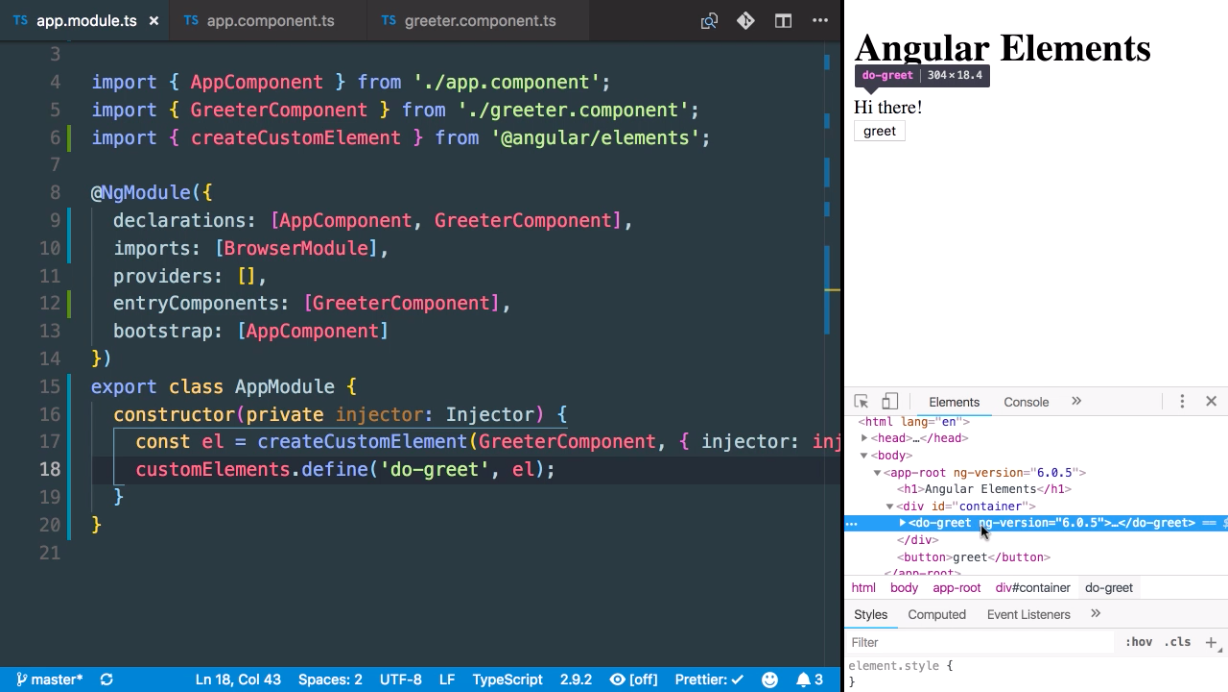 TS app.module.ts × TS app.component.ts TS greeter.component.ts
3
4 import { AppComponent } from './app.component';
5 import { GreeterComponent } from './greeter.component';
6 import { createCustomElement } from '@angular/elements';
7
8 @NgModule({
9 declarations: [AppComponent, GreeterComponent],
10 imports: [BrowserModule],
11 providers: [],
12 entryComponents: [GreeterComponent],
13 bootstrap: [AppComponent]
14 })
15 export class AppModule {
16 constructor(private injector: Injector) {
17 const el = createCustomElement(GreeterComponent, { injector: inj
18 customElements.define('do-greet', el);
19 }
20 }
21
master* Ln 18, Col 43 Spaces: 2 UTF-8 LF TypeScript 2.9.2 [off] Prettier: ✓ 3
Angular Elements
do-greet 304×18.4
Hi there!
greet
Elements Console »
<html lang="en">
<head>…</head>
<body>
<app-root ng-version="6.0.5">
<h1>Angular Elements</h1>
<div id="container">
<do-greet ng-version="6.0.5">…</do-greet> ==
</div>
<button>greet</button>
</app-root>
html body app-root div#container do-greet
Styles Computed Event Listeners »
Filter :hov .cls +
element.style {
}